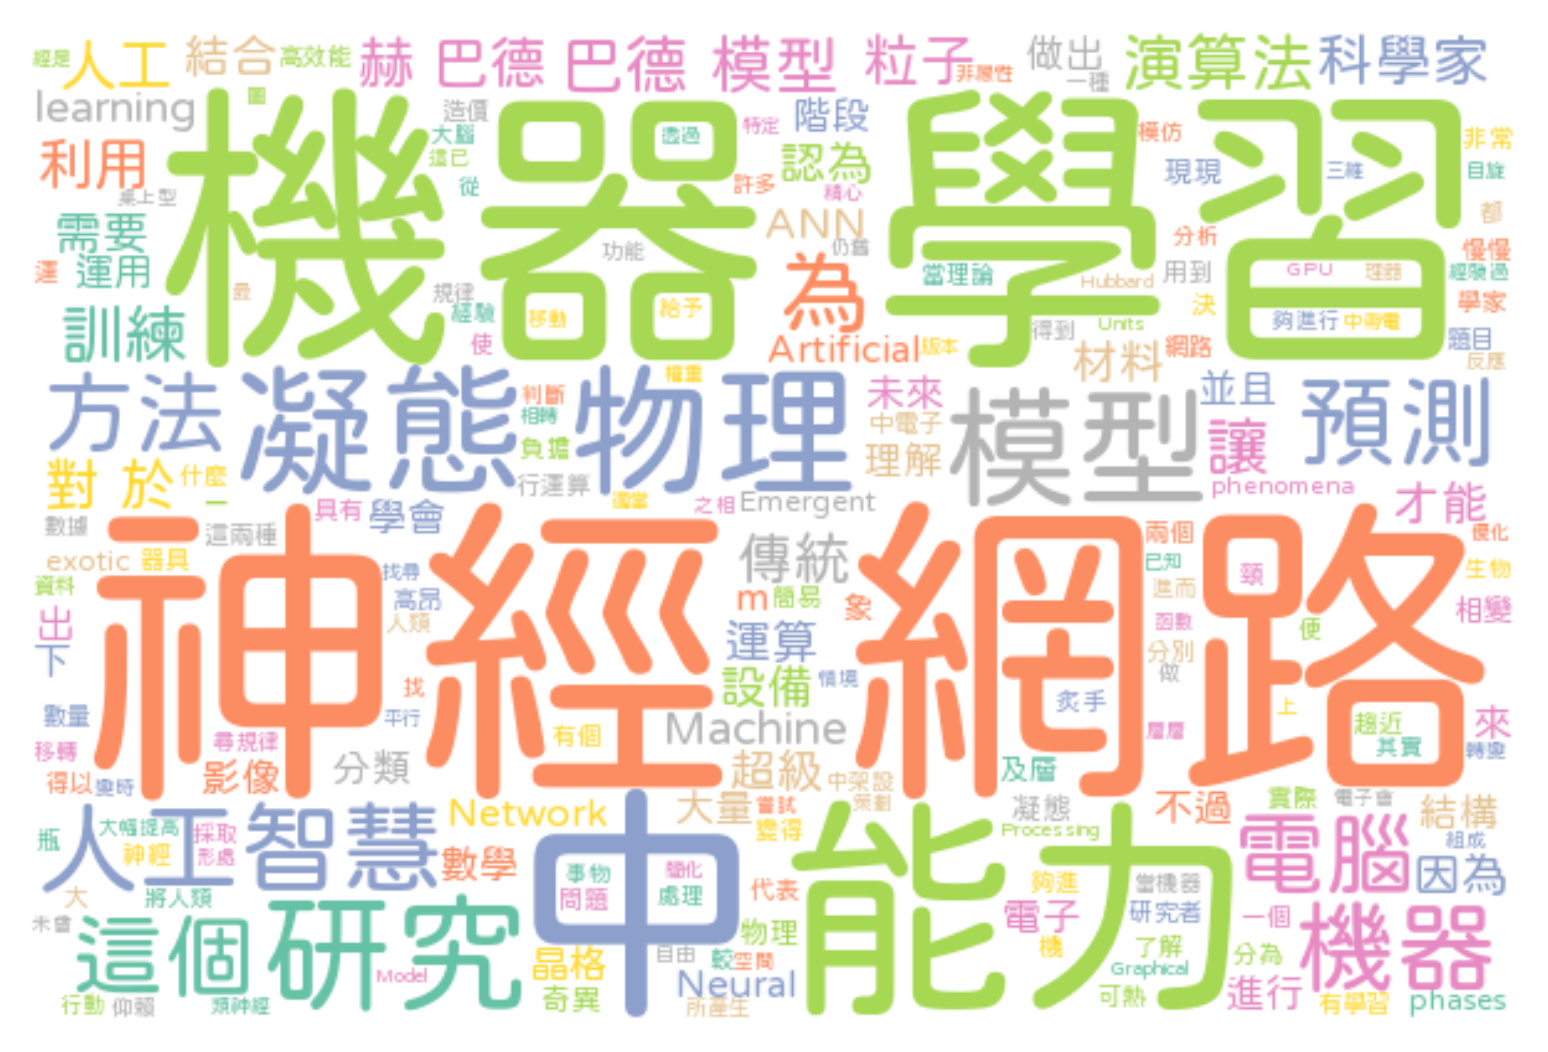 經是 人工 結合 高效能 赫 巴德 巴德 模型 粒子 非局性 做出 一種 演算法 科學家
learning 圖 造價 大腦 這已 透過 特定 階段 模仿 非常
利用 桌上型 從 許多 積心 認為 現現 三維 目旋
機器 學習
需要 運用 運 最 功能 ANN 仍舊 分析 都 慢慢
規律 經驗 移動 給予 為 當理論 Hubbard 用到 GPU 理器 經驗過
訓練 使 Artificial 版本 得到 Units 決 夠進行 學家 題目
權重 材料 網路 反應
方法 凝態 物理 判斷 相轉 負擔 未來 中電子 理解 模型 並且 讓 預測
對於 什麼 一 行運算 之相 Emergent phenomena 才能
數據 這兩種 具有 學會 兩個 優化
exotic 器具 找尋 傳統 已知 生物
神經 網路
資料 高昂 人類 m 簡易 象 進而 函數 頸 便 相變
出 下 找 運算 分別 做
數量 平行 設備 情境 炙手 上 趨近 來
移轉 尋規律 有個 Machine 層層 其實 轉變
得以 變時 影像 分類 超級 中架設 及層
人工智慧 Network 大量 嘗試 策劃 凝態 不過 實際 電子會 結構
瓶 大幅提高 採取 神經 形處 數學 中 變得 Processing 電腦 組成 因為
大 將人類 事物 簡化 問題 處理 代表 能力 夠進 當機器
木曾 這個 研究 物理 電子 研究者 一個 機器
Model 晶格 自由 較 空間 機 了解 分為
奇異 Neural Graphical
行動 仰賴 類神經 所產生 可熱 進行 有學習 phases